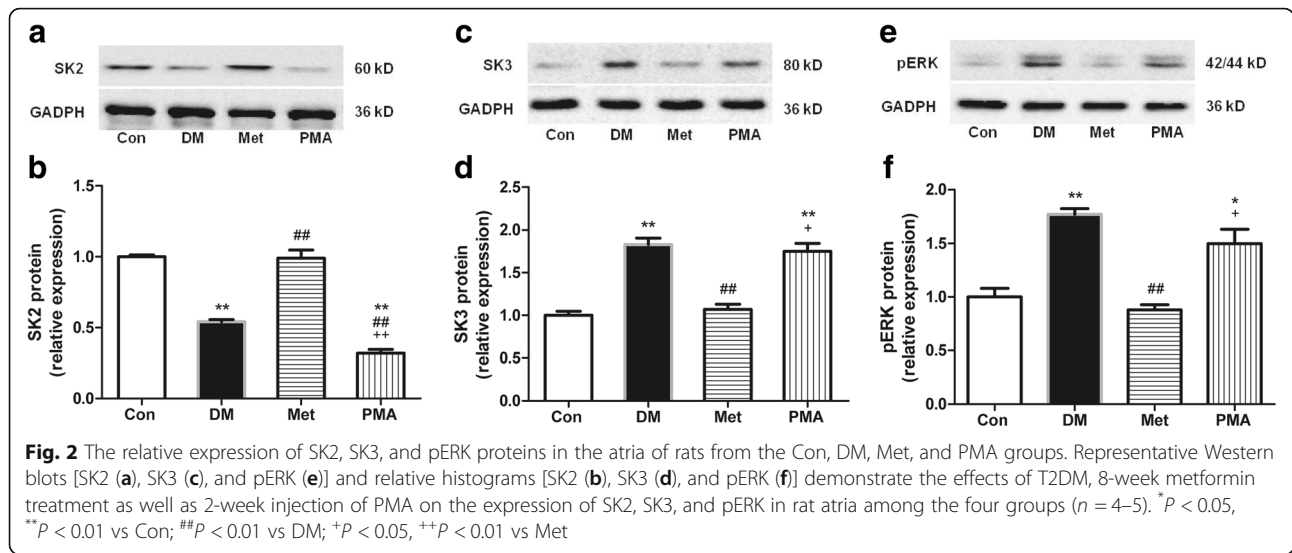 a
SK2
60 kD
GADPH
36 kD
Con DM Met PMA
c
SK3
80 kD
GADPH
36 kD
Con DM Met PMA
e
pERK
42/44 kD
GADPH
36 kD
Con DM Met PMA
b
SK2 protein
(relative expression)
1.5
1.0
0.5
0.0
**
##
**
##
++
Con DM Met PMA
d
SK3 protein
(relative expression)
2.5
2.0
1.5
1.0
0.5
0.0
**
##
**
+
Con DM Met PMA
f
pERK protein
(relative expression)
2.0
1.5
1.0
0.5
0.0
**
##
*
+
Con DM Met PMA
Fig. 2 The relative expression of SK2, SK3, and pERK proteins in the atria of rats from the Con, DM, Met, and PMA groups. Representative Western
blots [SK2 (a), SK3 (c), and pERK (e)] and relative histograms [SK2 (b), SK3 (d), and pERK (f)] demonstrate the effects of T2DM, 8-week metformin
treatment as well as 2-week injection of PMA on the expression of SK2, SK3, and pERK in rat atria among the four groups (n = 4–5). *P < 0.05,
**P < 0.01 vs Con; ##P < 0.01 vs DM; +P < 0.05, ++P < 0.01 vs Met